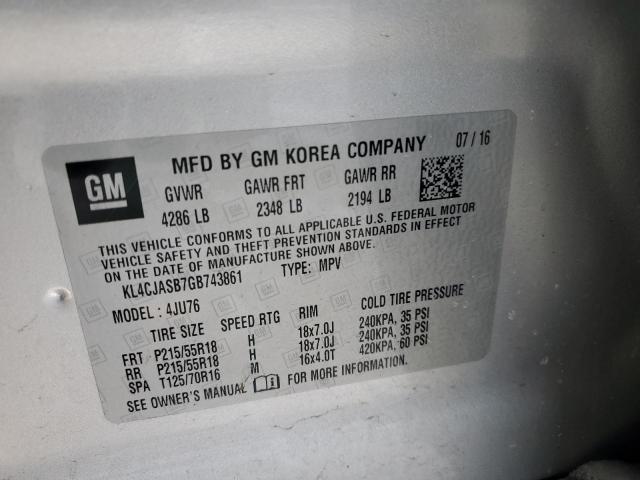 GM
MFD BY GM KOREA COMPANY 07 / 16
GVWR GAWR FRT GAWR RR
4286 LB 2348 LB 2194 LB
THIS VEHICLE CONFORMS TO ALL APPLICABLE U.S. FEDERAL MOTOR
VEHICLE SAFETY AND THEFT PREVENTION STANDARDS IN EFFECT
ON THE DATE OF MANUFACTURE SHOWN ABOVE.
KL4CJASB7GB743861 TYPE: MPV
MODEL : 4JU76
TIRE SIZE SPEED RTG RIM COLD TIRE PRESSURE
FRT P215/55R18 H 18x7.0J 240KPA, 35 PSI
RR P215/55R18 H 18x7.0J 240KPA, 35 PSI
SPA T125/70R16 M 16x4.0T 420KPA, 60 PSI
SEE OWNER'S MANUAL FOR MORE INFORMATION.